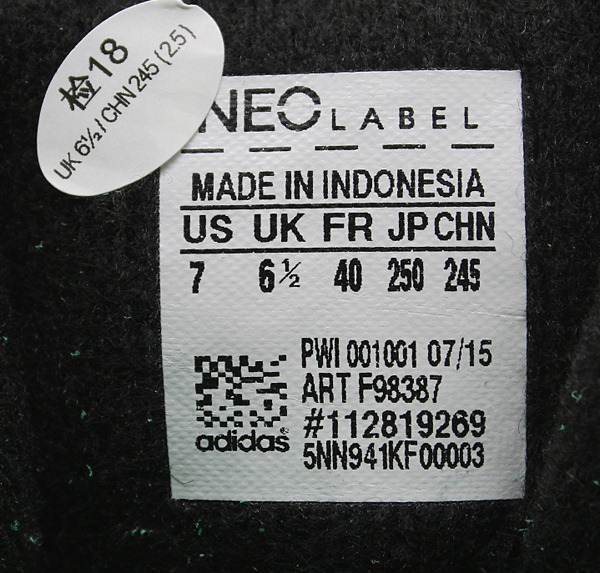 检18
UK 6½ / CHN 245 (2.5)
NEO LABEL
MADE IN INDONESIA
US UK FR JP CHN
7 6½ 40 250 245
PWI 001001 07/15
ART F98387
#112819269
5NN941KF00003
adidas